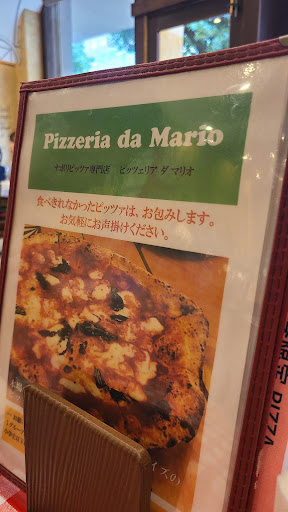 Pizzeria da Mario
ナポリピッツァ専門店 ピッツェリア ダ マリオ
食べきれなかったピッツァは、お包みします。
お気軽にお声掛けください。
PIZZA